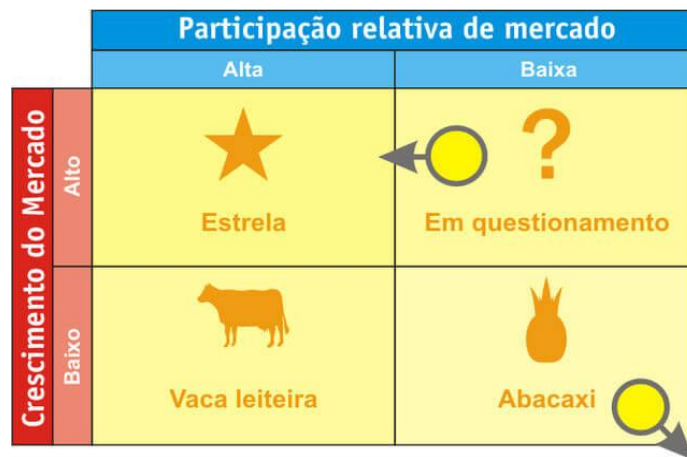 Participação relativa de mercado
Alta
Baixa
Crescimento do Mercado
Alto
Estrela
?
Em questionamento
Baixo
Vaca leiteira
Abacaxi